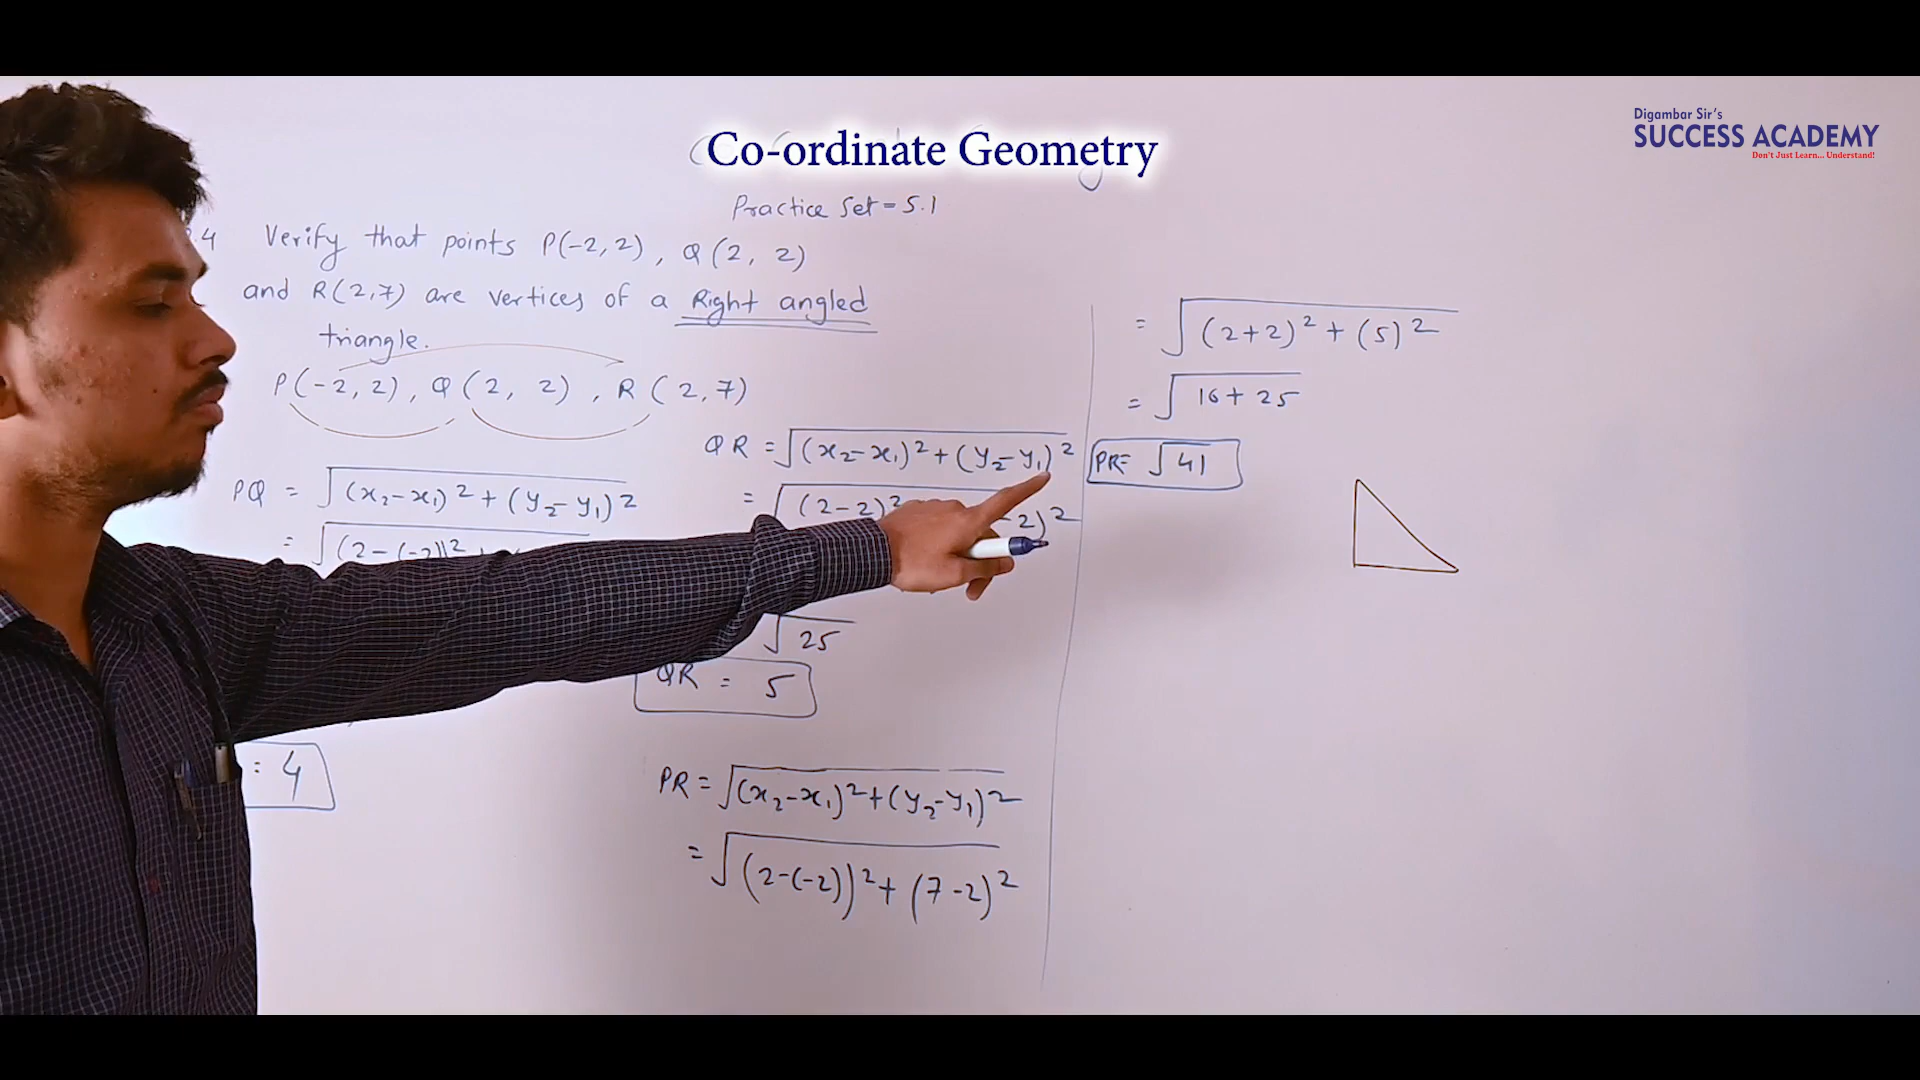 Co-ordinate Geometry
Digambar Sir's
SUCCESS ACADEMY
Don't Just Learn... Understand!
Practice Set = 5.1
.4 Verify that points P(-2, 2), Q(2, 2)
and R(2,7) are vertices of a Right angled
triangle.
P(-2, 2), Q(2, 2), R(2,7)
PQ = √(x₂-x₁)² + (y₂-y₁)²
= √(2-(-2))²
= 4
QR = √(x₂-x₁)² + (y₂-y₁)²
= √(2-2)² -2)²
√25
QR = 5
PR = √(x₂-x₁)² + (y₂-y₁)²
= √(2-(-2))² + (7-2)²
= √(2+2)² + (5)²
= √16+25
PR= √41